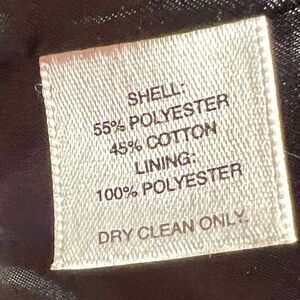 SHELL:
55% POLYESTER
45% COTTON
LINING:
100% POLYESTER
DRY CLEAN ONLY.